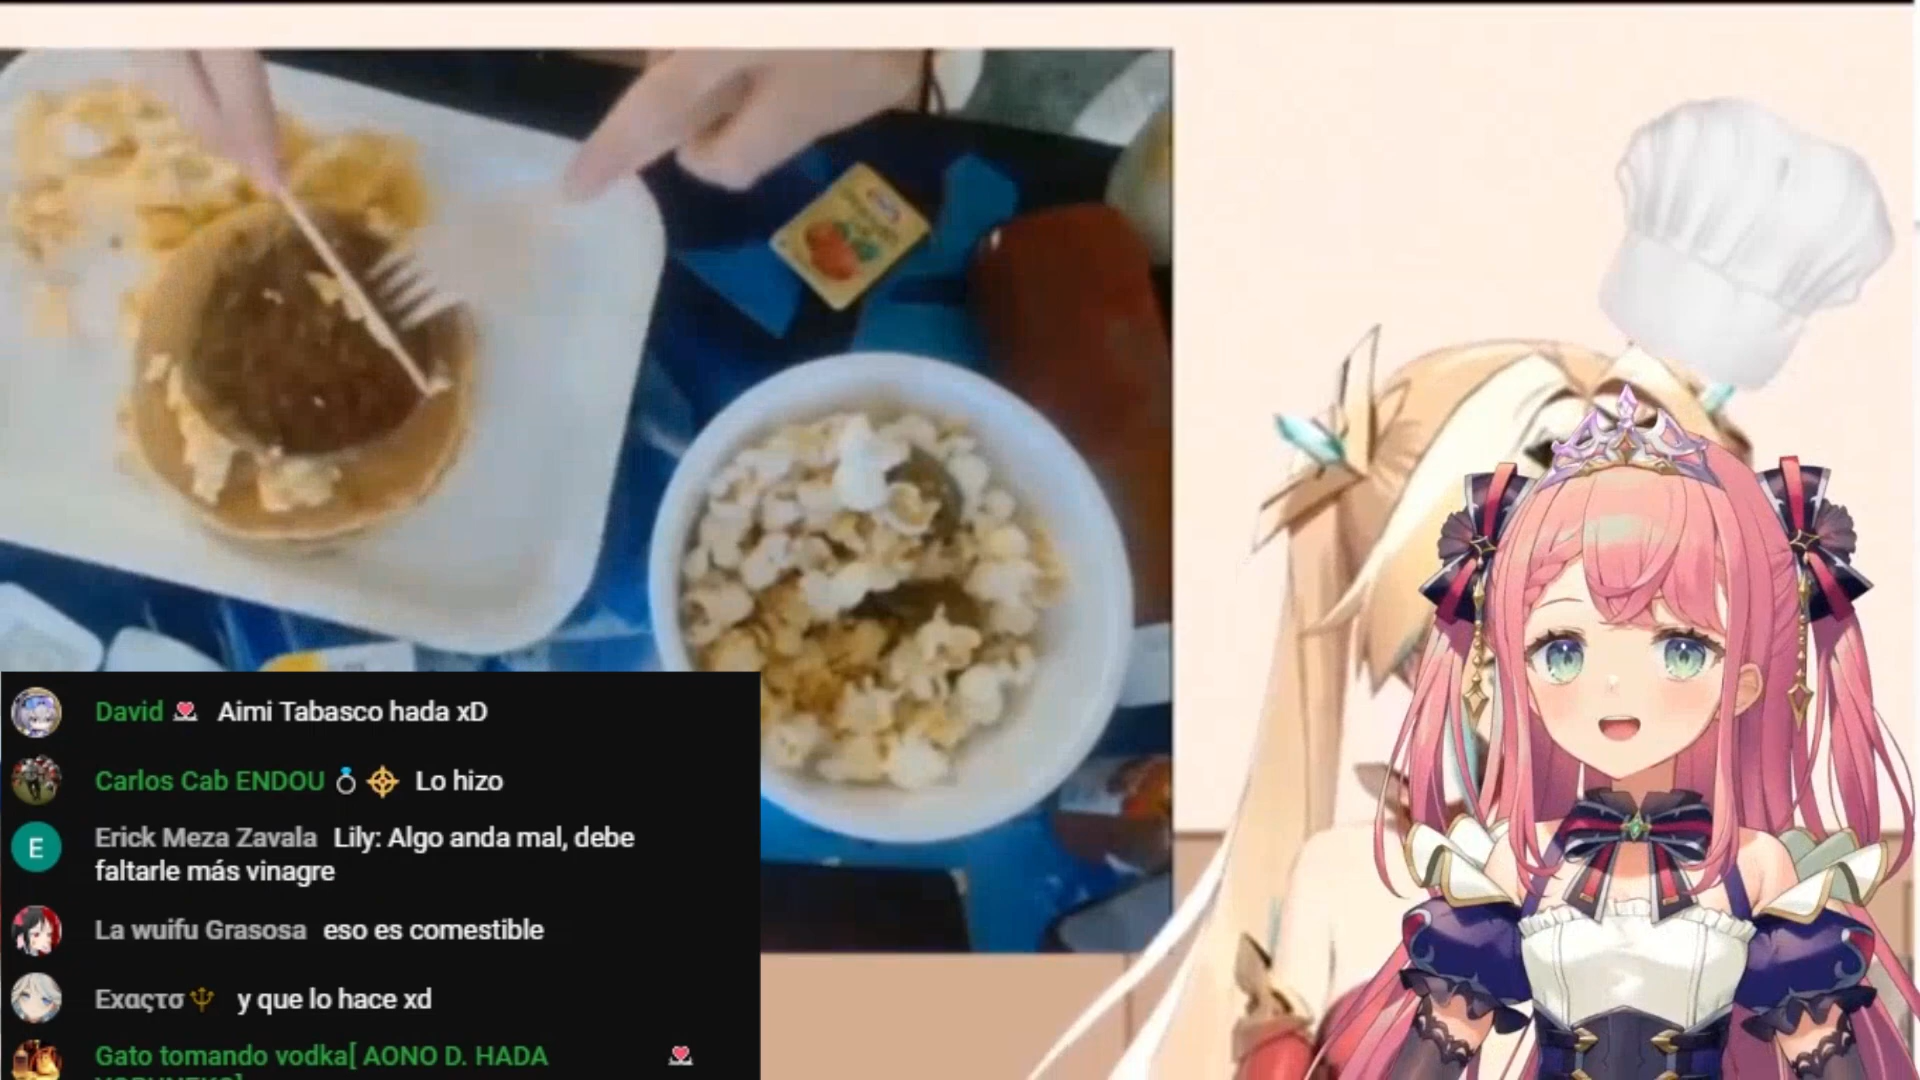 David Aimi Tabasco hada xD
Carlos Cab ENDOU Lo hizo
Erick Meza Zavala Lily: Algo anda mal, debe
faltarle más vinagre
La wuifu Grasosa eso es comestible
Εxαςτσ y que lo hace xd
Gato tomando vodka[ AONO D. HADA
E